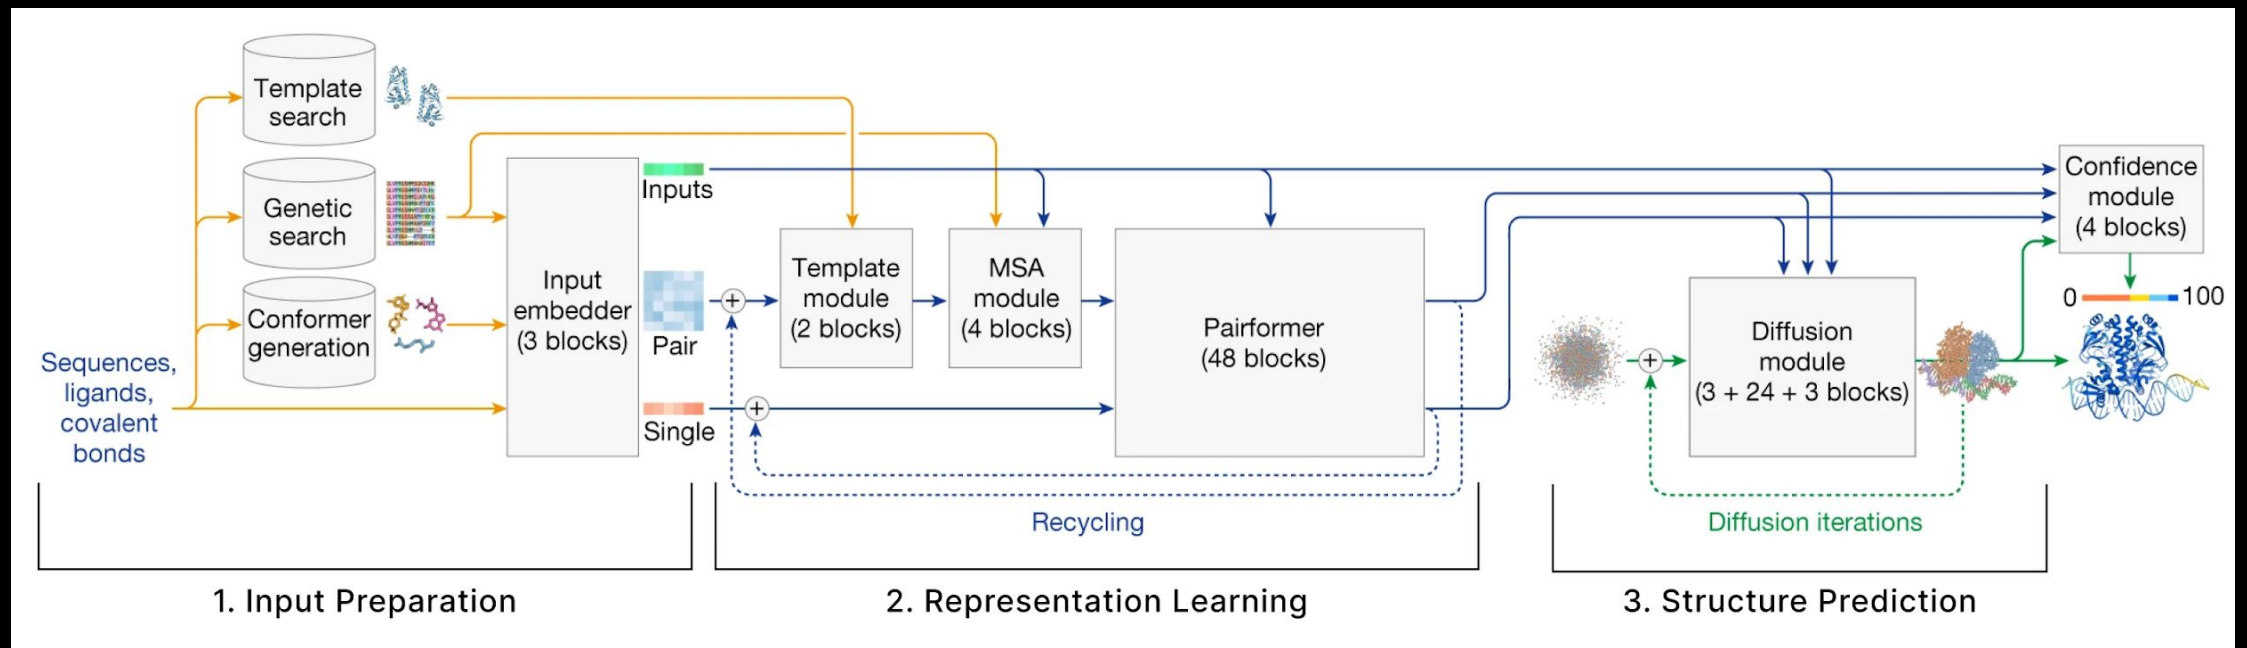 Template
search
Genetic
search
Conformer
generation
Sequences,
ligands,
covalent
bonds
Input
embedder
(3 blocks)
Inputs
Pair
Single
Template
module
(2 blocks)
MSA
module
(4 blocks)
Pairformer
(48 blocks)
Recycling
+
+
+
Diffusion
module
(3 + 24 + 3 blocks)
Diffusion iterations
Confidence
module
(4 blocks)
0 100
1. Input Preparation
2. Representation Learning
3. Structure Prediction